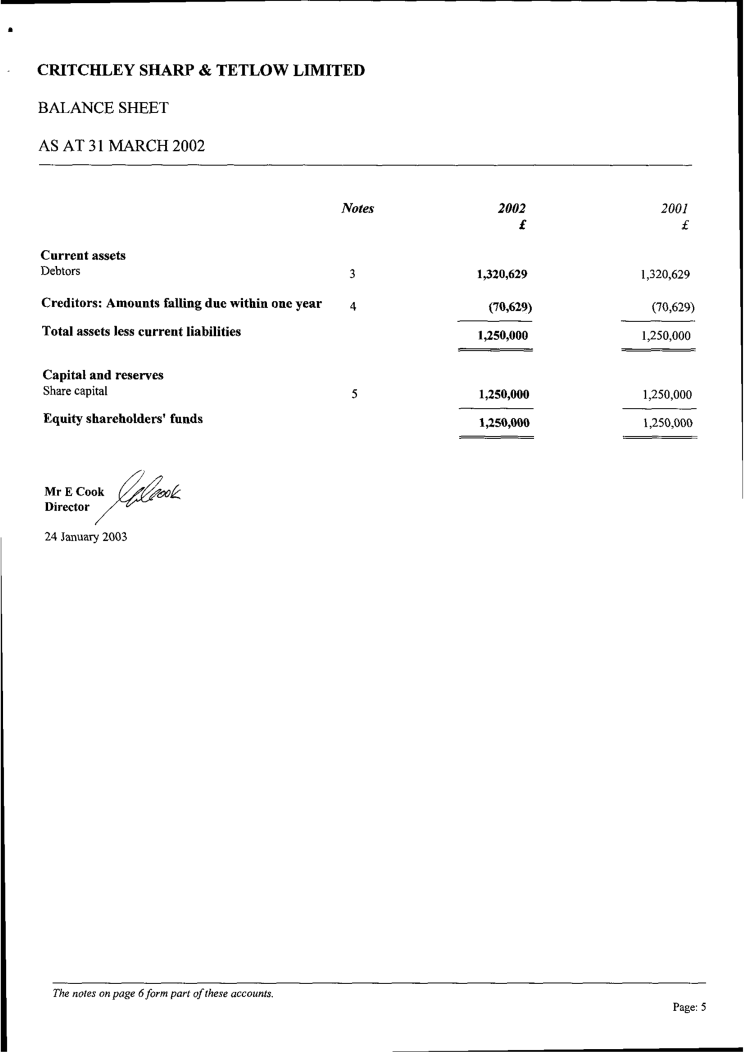 CRITCHLEY SHARP & TETLOW LIMITED
BALANCE SHEET
AS AT 31 MARCH 2002
Notes 2002 2001
£ £
Current assets
Debtors 3 1,320,629 1,320,629
Creditors: Amounts falling due within one year 4 (70,629) (70,629)
Total assets less current liabilities 1,250,000 1,250,000
Capital and reserves
Share capital 5 1,250,000 1,250,000
Equity shareholders' funds 1,250,000 1,250,000
Mr E Cook
Director
24 January 2003
The notes on page 6 form part of these accounts.
Page: 5